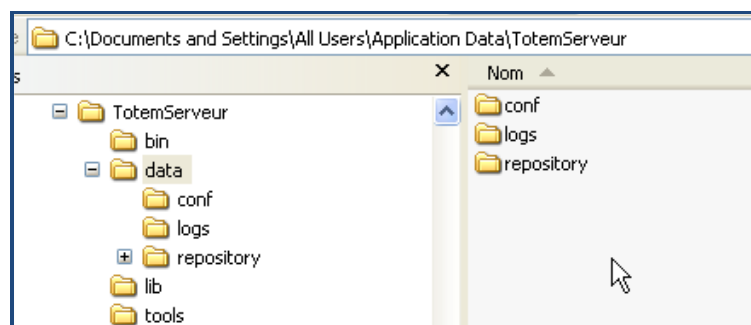 C:\Documents and Settings\All Users\Application Data\TotemServeur
s
Nom
TotemServeur
bin
data
conf
logs
repository
lib
tools
conf
logs
repository